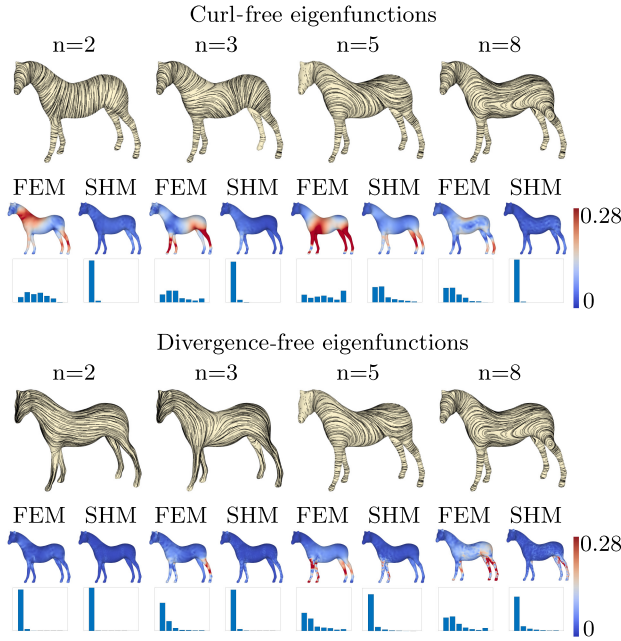 Curl-free eigenfunctions
n=2 n=3 n=5 n=8
FEM SHM FEM SHM FEM SHM FEM SHM
0.28
0
Divergence-free eigenfunctions
n=2 n=3 n=5 n=8
FEM SHM FEM SHM FEM SHM FEM SHM
0.28
0